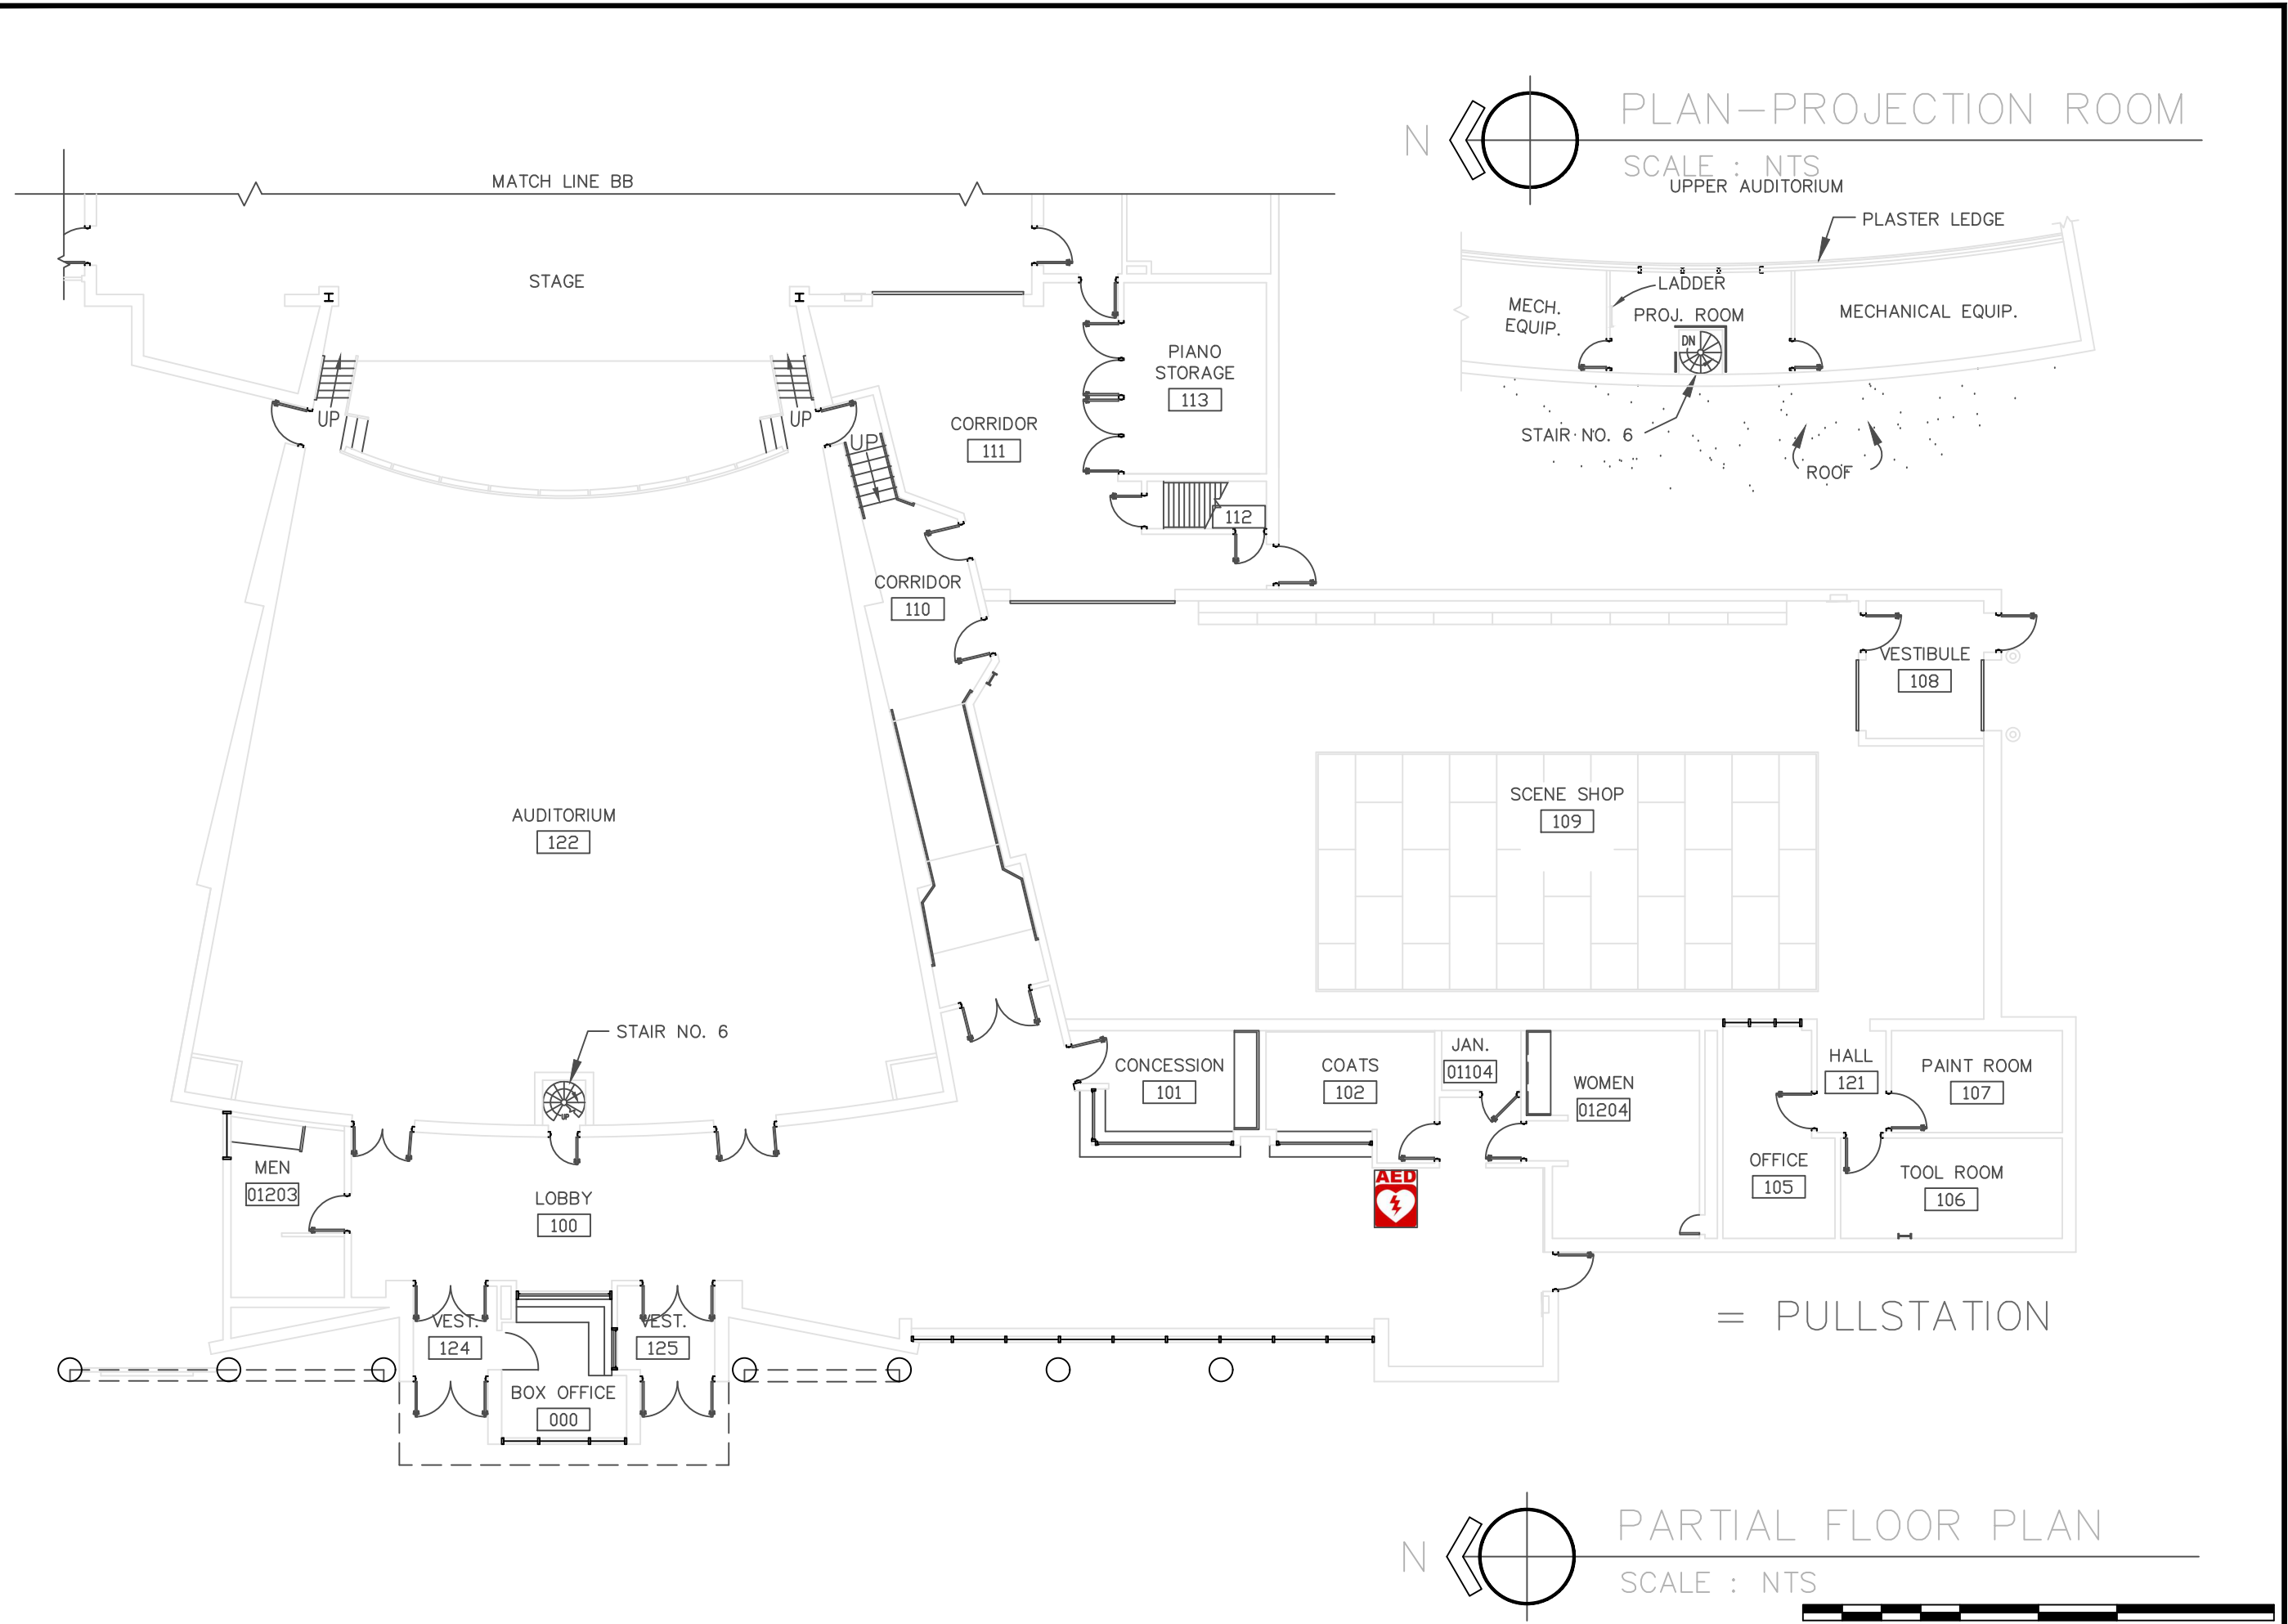 N
PLAN-PROJECTION ROOM
SCALE : NTS
UPPER AUDITORIUM
MATCH LINE BB
PLASTER LEDGE
STAGE
LADDER
MECH.
EQUIP.
PROJ. ROOM
MECHANICAL EQUIP.
DN
PIANO
STORAGE
113
UP
UP
UP
CORRIDOR
111
STAIR NO. 6
ROOF
112
CORRIDOR
110
VESTIBULE
108
SCENE SHOP
109
AUDITORIUM
122
STAIR NO. 6
UP
CONCESSION
101
COATS
102
JAN.
01104
WOMEN
01204
HALL
121
PAINT ROOM
107
MEN
01203
LOBBY
100
AED
OFFICE
105
TOOL ROOM
106
VEST.
124
VEST.
125
= PULLSTATION
BOX OFFICE
000
N
PARTIAL FLOOR PLAN
SCALE : NTS